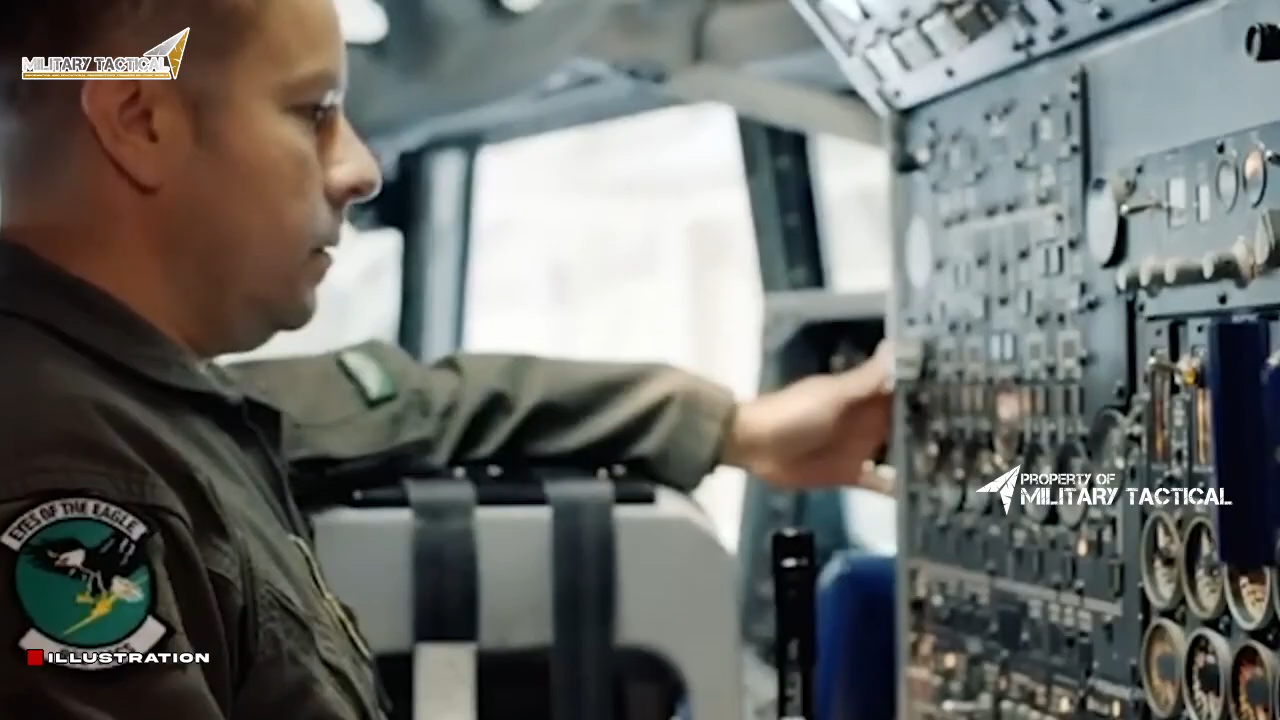 MILITARY TACTICAL
EYES OF THE EAGLE
ILLUSTRATION
PROPERTY OF
MILITARY TACTICAL